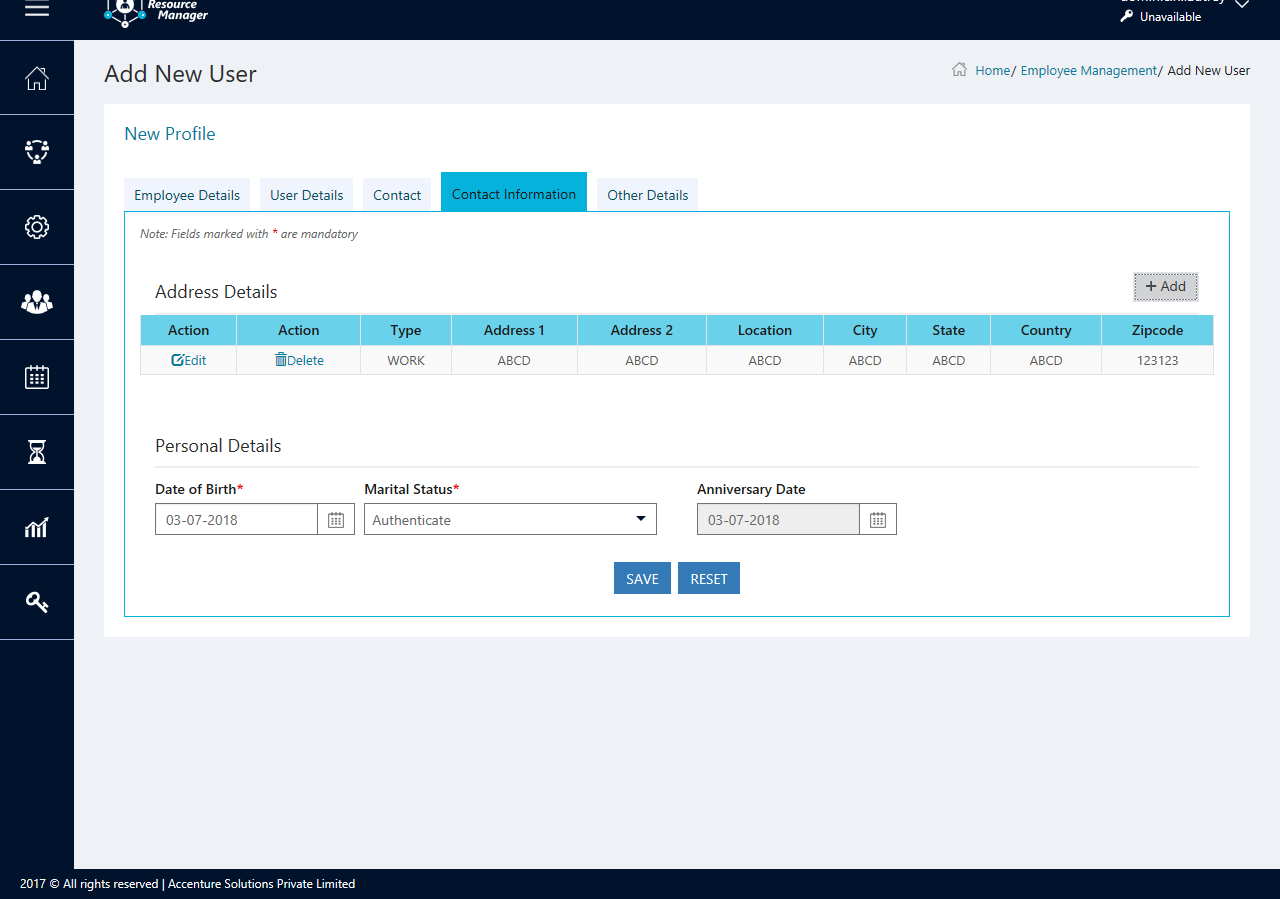 Resource
Manager
Unavailable
Add New User
Home/ Employee Management/ Add New User
New Profile
Employee Details User Details Contact Contact Information Other Details
Note: Fields marked with * are mandatory
Address Details
+ Add
Action Action Type Address 1 Address 2 Location City State Country Zipcode
Edit Delete WORK ABCD ABCD ABCD ABCD ABCD ABCD 123123
Personal Details
Date of Birth* Marital Status* Anniversary Date
03-07-2018 Authenticate 03-07-2018
SAVE RESET
2017 © All rights reserved | Accenture Solutions Private Limited